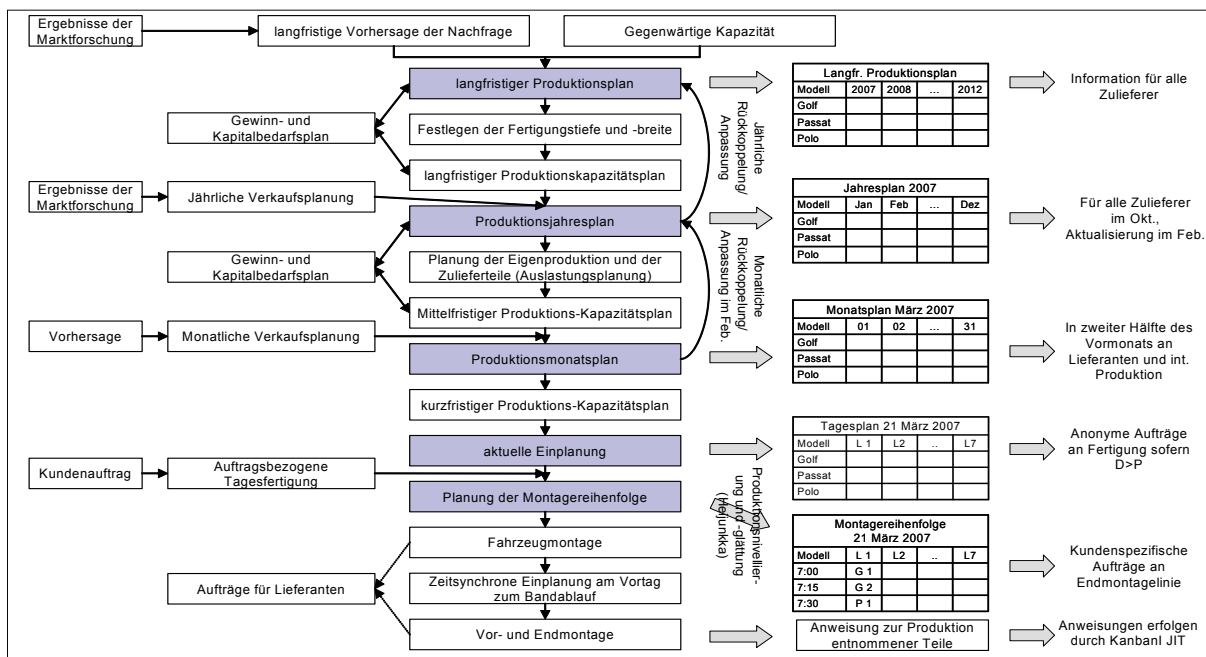 Ergebnisse der
Marktforschung
langfristige Vorhersage der Nachfrage
Gegenwärtige Kapazität
langfristiger Produktionsplan
Gewinn- und
Kapitalbedarfsplan
Festlegen der Fertigungstiefe und -breite
langfristiger Produktionskapazitätsplan
Jährliche
Rückkoppelung/
Anpassung
Langfr. Produktionsplan
Modell 2007 2008 ... 2012
Golf
Passat
Polo
Information für alle
Zulieferer
Ergebnisse der
Marktforschung
Jährliche Verkaufsplanung
Produktionsjahresplan
Gewinn- und
Kapitalbedarfsplan
Planung der Eigenproduktion und der
Zulieferteile (Auslastungsplanung)
Mittelfristiger Produktions-Kapazitätsplan
Monatliche
Rückkoppelung/
Anpassung im Feb.
Jahresplan 2007
Modell Jan Feb ... Dez
Golf
Passat
Polo
Für alle Zulieferer
im Okt.,
Aktualisierung im Feb.
Vorhersage
Monatliche Verkaufsplanung
Produktionsmonatsplan
kurzfristiger Produktions-Kapazitätsplan
Monatsplan März 2007
Modell 01 02 ... 31
Golf
Passat
Polo
In zweiter Hälfte des
Vormonats an
Lieferanten und int.
Produktion
aktuelle Einplanung
Tagesplan 21 März 2007
Modell L 1 L2 .. L7
Golf
Passat
Polo
Anonyme Aufträge
an Fertigung sofern
D>P
Kundenauftrag
Auftragsbezogene
Tagesfertigung
Planung der Montagereihenfolge
Produktionsnivellier-
ung und -glättung
(Heijunkka)
Fahrzeugmontage
Aufträge für Lieferanten
Zeitsynchrone Einplanung am Vortag
zum Bandablauf
Vor- und Endmontage
Montagereihenfolge
21 März 2007
Modell L 1 L2 .. L7
7:00 G 1
7:15 G 2
7:30 P 1
Kundenspezifische
Aufträge an
Endmontagelinie
Anweisung zur Produktion
entnommener Teile
Anweisungen erfolgen
durch KanbanI JIT